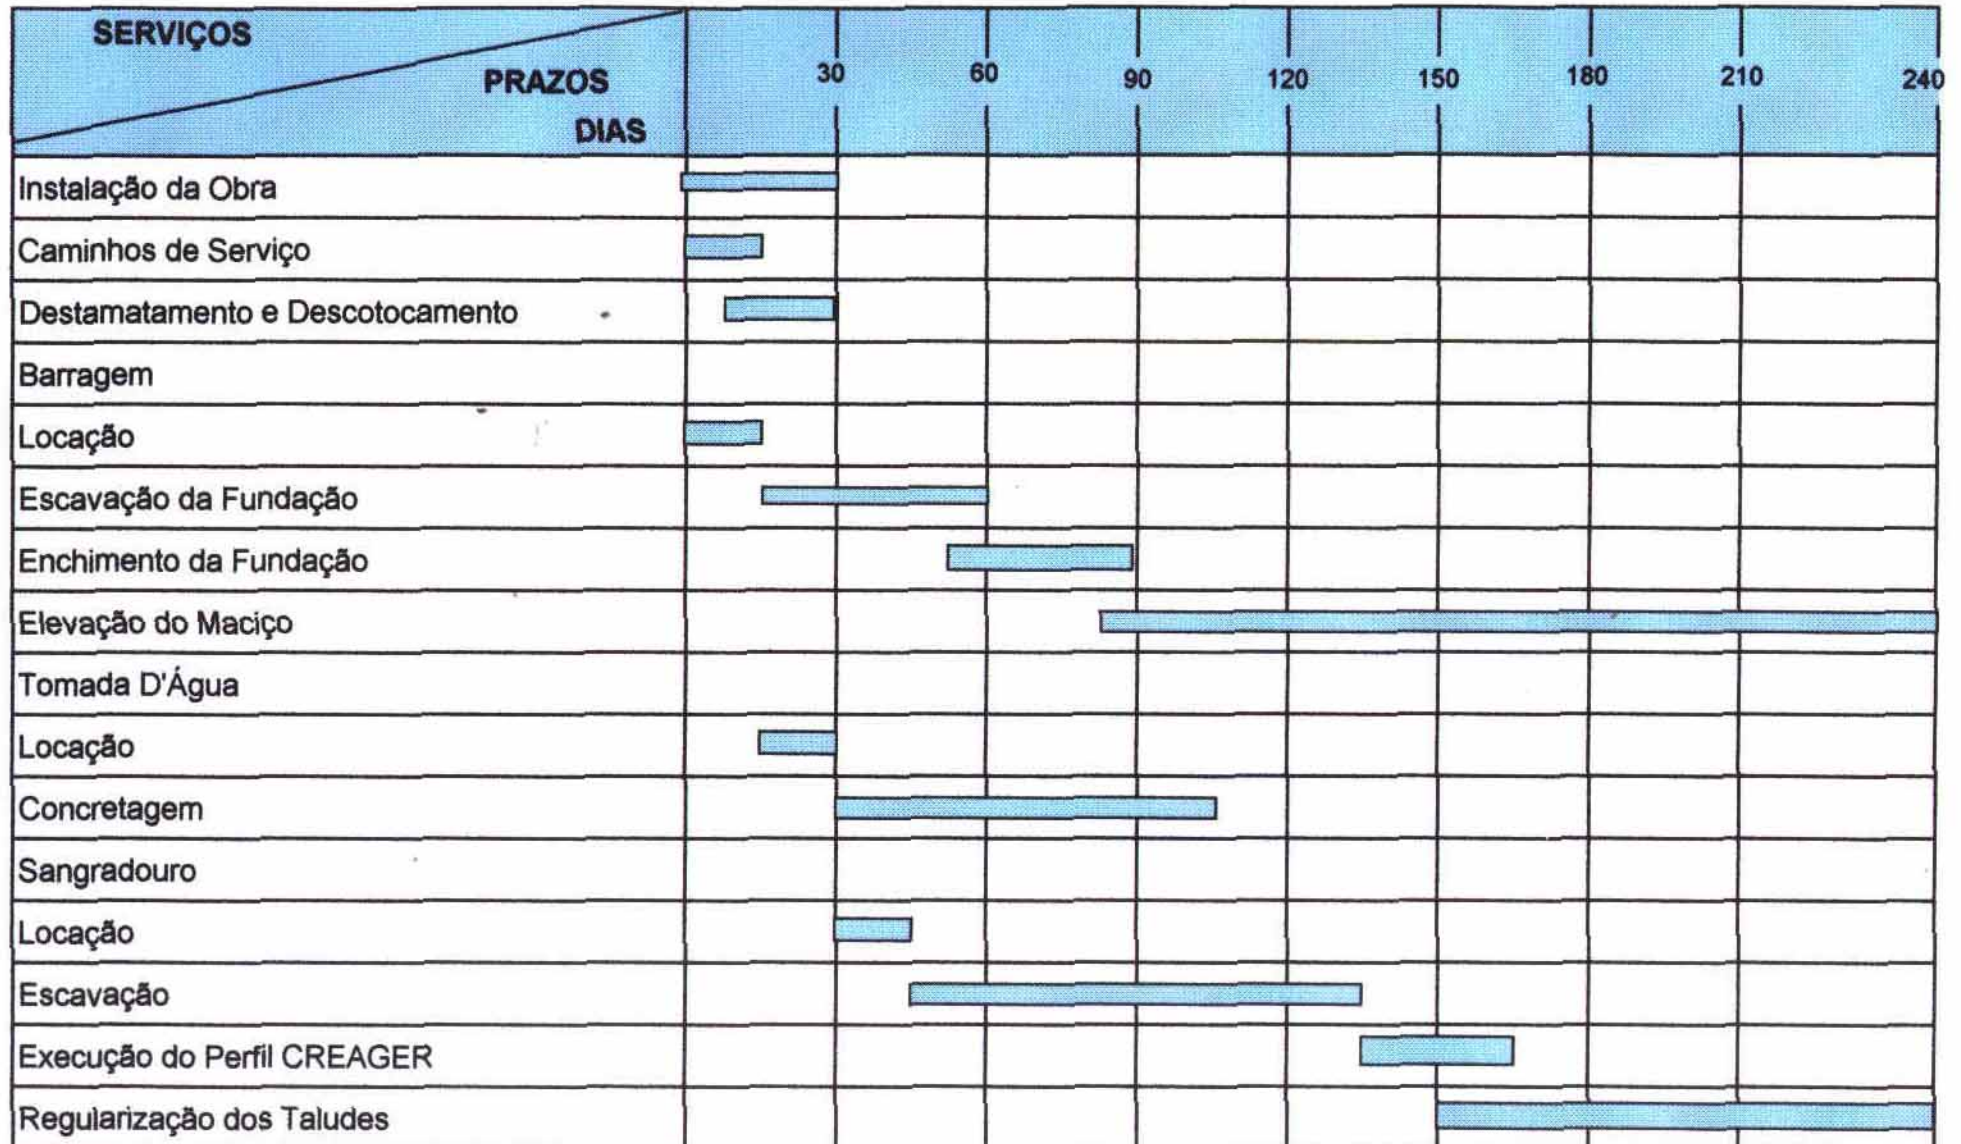 SERVIÇOS
PRAZOS
DIAS
30 60 90 120 150 180 210 240
Instalação da Obra
Caminhos de Serviço
Destamatamento e Descotocamento
Barragem
Locação
Escavação da Fundação
Enchimento da Fundação
Elevação do Maciço
Tomada D'Água
Locação
Concretagem
Sangradouro
Locação
Escavação
Execução do Perfil CREAGER
Regularização dos Taludes